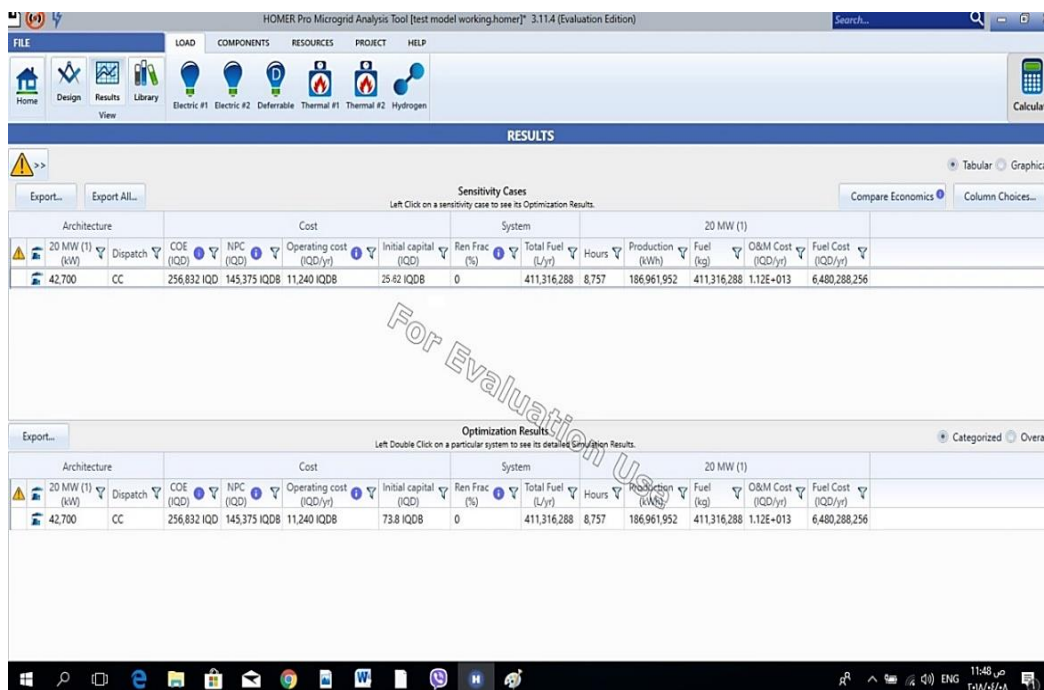 HOMER Pro Microgrid Analysis Tool [test model working.homer]* 3.11.4 (Evaluation Edition)
Search...
FILE
LOAD COMPONENTS RESOURCES PROJECT HELP
Home
Design Results Library
View
Electric #1 Electric #2 Deferrable Thermal #1 Thermal #2 Hydrogen
Calculat
RESULTS
>>
Tabular Graphica
Export... Export All...
Sensitivity Cases
Left Click on a sensitivity case to see its Optimization Results.
Compare Economics Column Choices...
Architecture Cost System 20 MW (1)
20 MW (1) (kW) Dispatch COE (IQD) NPC (IQD) Operating cost (IQD/yr) Initial capital (IQD) Ren Frac (%) Total Fuel (L/yr) Hours Production (kWh) Fuel (kg) O&M Cost (IQD/yr) Fuel Cost (IQD/yr)
42,700 CC 256,832 IQD 145,375 IQDB 11,240 IQDB 25.62 IQDB 0 411,316,288 8,757 186,961,952 411,316,288 1.12E+013 6,480,288,256
For Evaluation Use
Export...
Optimization Results
Left Double Click on a particular system to see its detailed Simulation Results.
Categorized Overa
Architecture Cost System 20 MW (1)
20 MW (1) (kW) Dispatch COE (IQD) NPC (IQD) Operating cost (IQD/yr) Initial capital (IQD) Ren Frac (%) Total Fuel (L/yr) Hours Production (kWh) Fuel (kg) O&M Cost (IQD/yr) Fuel Cost (IQD/yr)
42,700 CC 256,832 IQD 145,375 IQDB 11,240 IQDB 73.8 IQDB 0 411,316,288 8,757 186,961,952 411,316,288 1.12E+013 6,480,288,256
ENG
11:48 ص
٢٠١٨/٠٤/٠٨